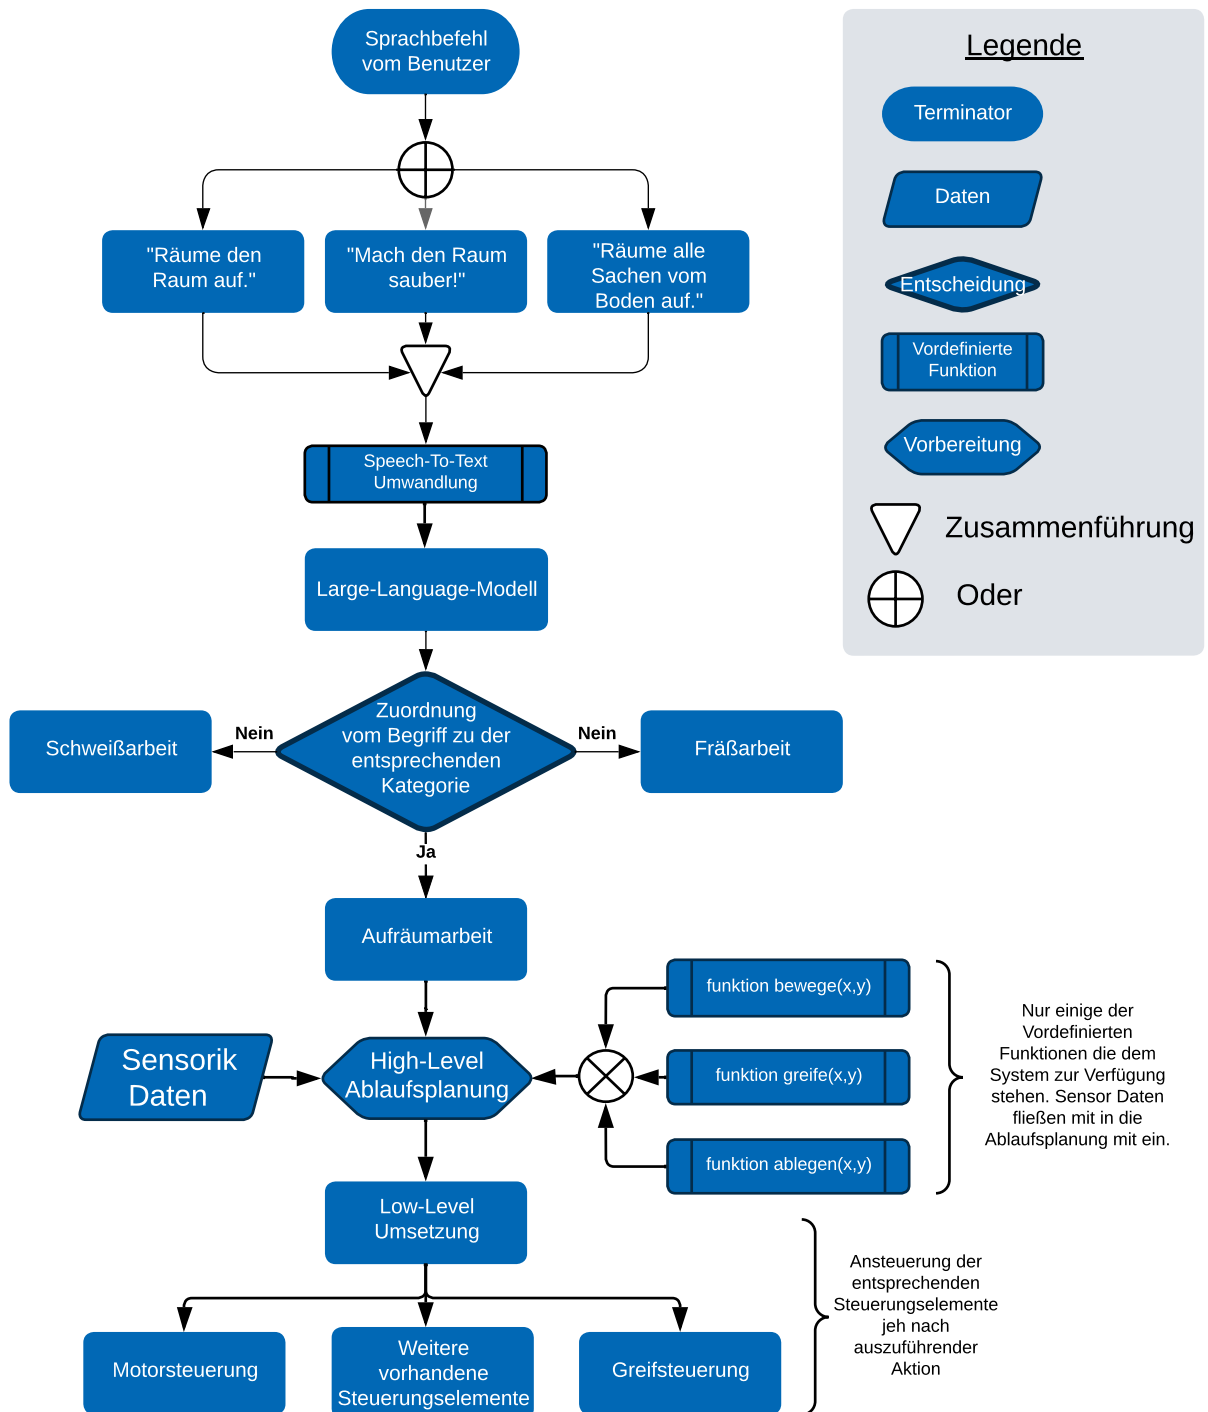 Sprachbefehl
vom Benutzer
"Räume den
Raum auf."
"Mach den Raum
sauber!"
"Räume alle
Sachen vom
Boden auf."
Speech-To-Text
Umwandlung
Large-Language-Modell
Zuordnung
vom Begriff zu der
entsprechenden
Kategorie
Nein
Schweißarbeit
Nein
Fräßarbeit
Ja
Aufräumarbeit
Sensorik
Daten
High-Level
Ablaufsplanung
funktion bewege(x,y)
funktion greife(x,y)
funktion ablegen(x,y)
Nur einige der
Vordefinierten
Funktionen die dem
System zur Verfügung
stehen. Sensor Daten
fließen mit in die
Ablaufsplanung mit ein.
Low-Level
Umsetzung
Motorsteuerung
Weitere
vorhandene
Steuerungselemente
Greifsteuerung
Ansteuerung der
entsprechenden
Steuerungselemente
jeh nach
auszuführender
Aktion
Legende
Terminator
Daten
Entscheidung
Vordefinierte
Funktion
Vorbereitung
Zusammenführung
Oder